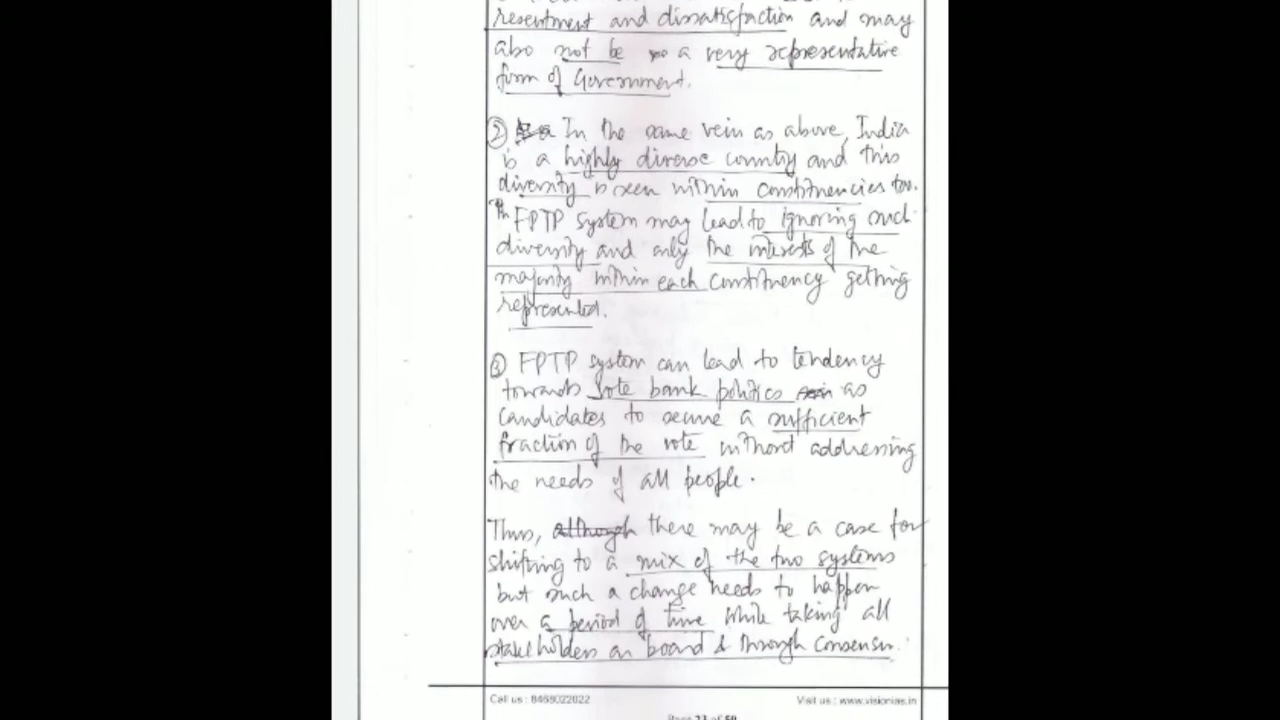 resentment and dissatisfaction and may
also not be a very representative
form of Government.
② In the same vein as above, India
is a highly diverse country and this
diversity is seen within constituencies too.
Th FPTP system may lead to ignoring such
diversity and only the interests of the
majority within each constituency getting
represented.
③ FPTP system can lead to tendency
towards vote bank politics as
candidates to secure a sufficient
fraction of the vote without addressing
the needs of all people.
Thus, although there may be a case for
shifting to a mix of the two systems
but such a change needs to happen
over a period of time while taking all
stakeholders on board & through consensus.
Call us : 8468022022
Visit us : www.visionias.in